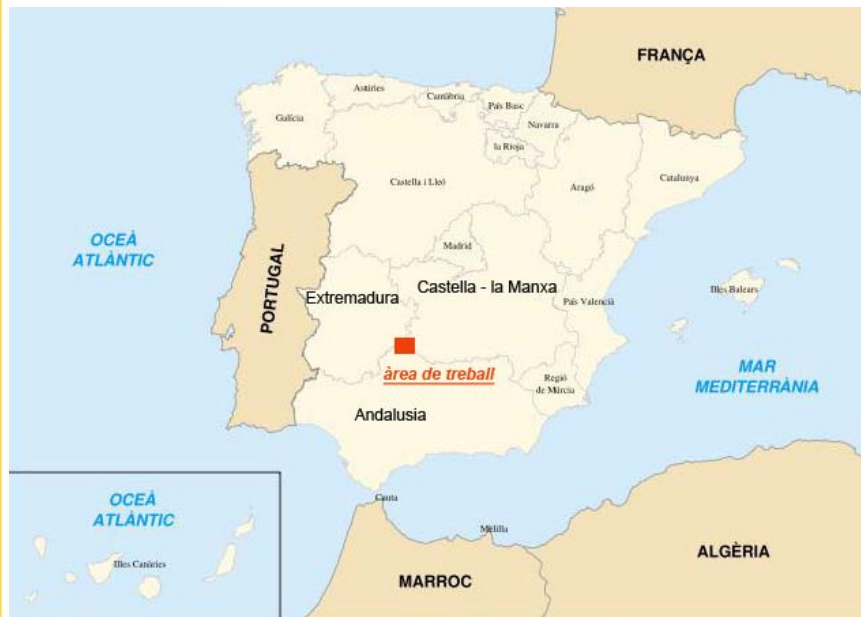 FRANÇA
Astúries
Cantàbria
País Basc
Galícia
Navarra
la Rioja
Castella i Lleó
Aragó
Catalunya
OCEÀ
ATLÀNTIC
Madrid
PORTUGAL
Extremadura
Castella - la Manxa
País Valencià
Illes Balears
àrea de treball
Regió
de Múrcia
MAR
MEDITERRÀNIA
Andalusia
OCEÀ
ATLÀNTIC
Ceuta
Melilla
Illes Canàries
MARROC
ALGÈRIA